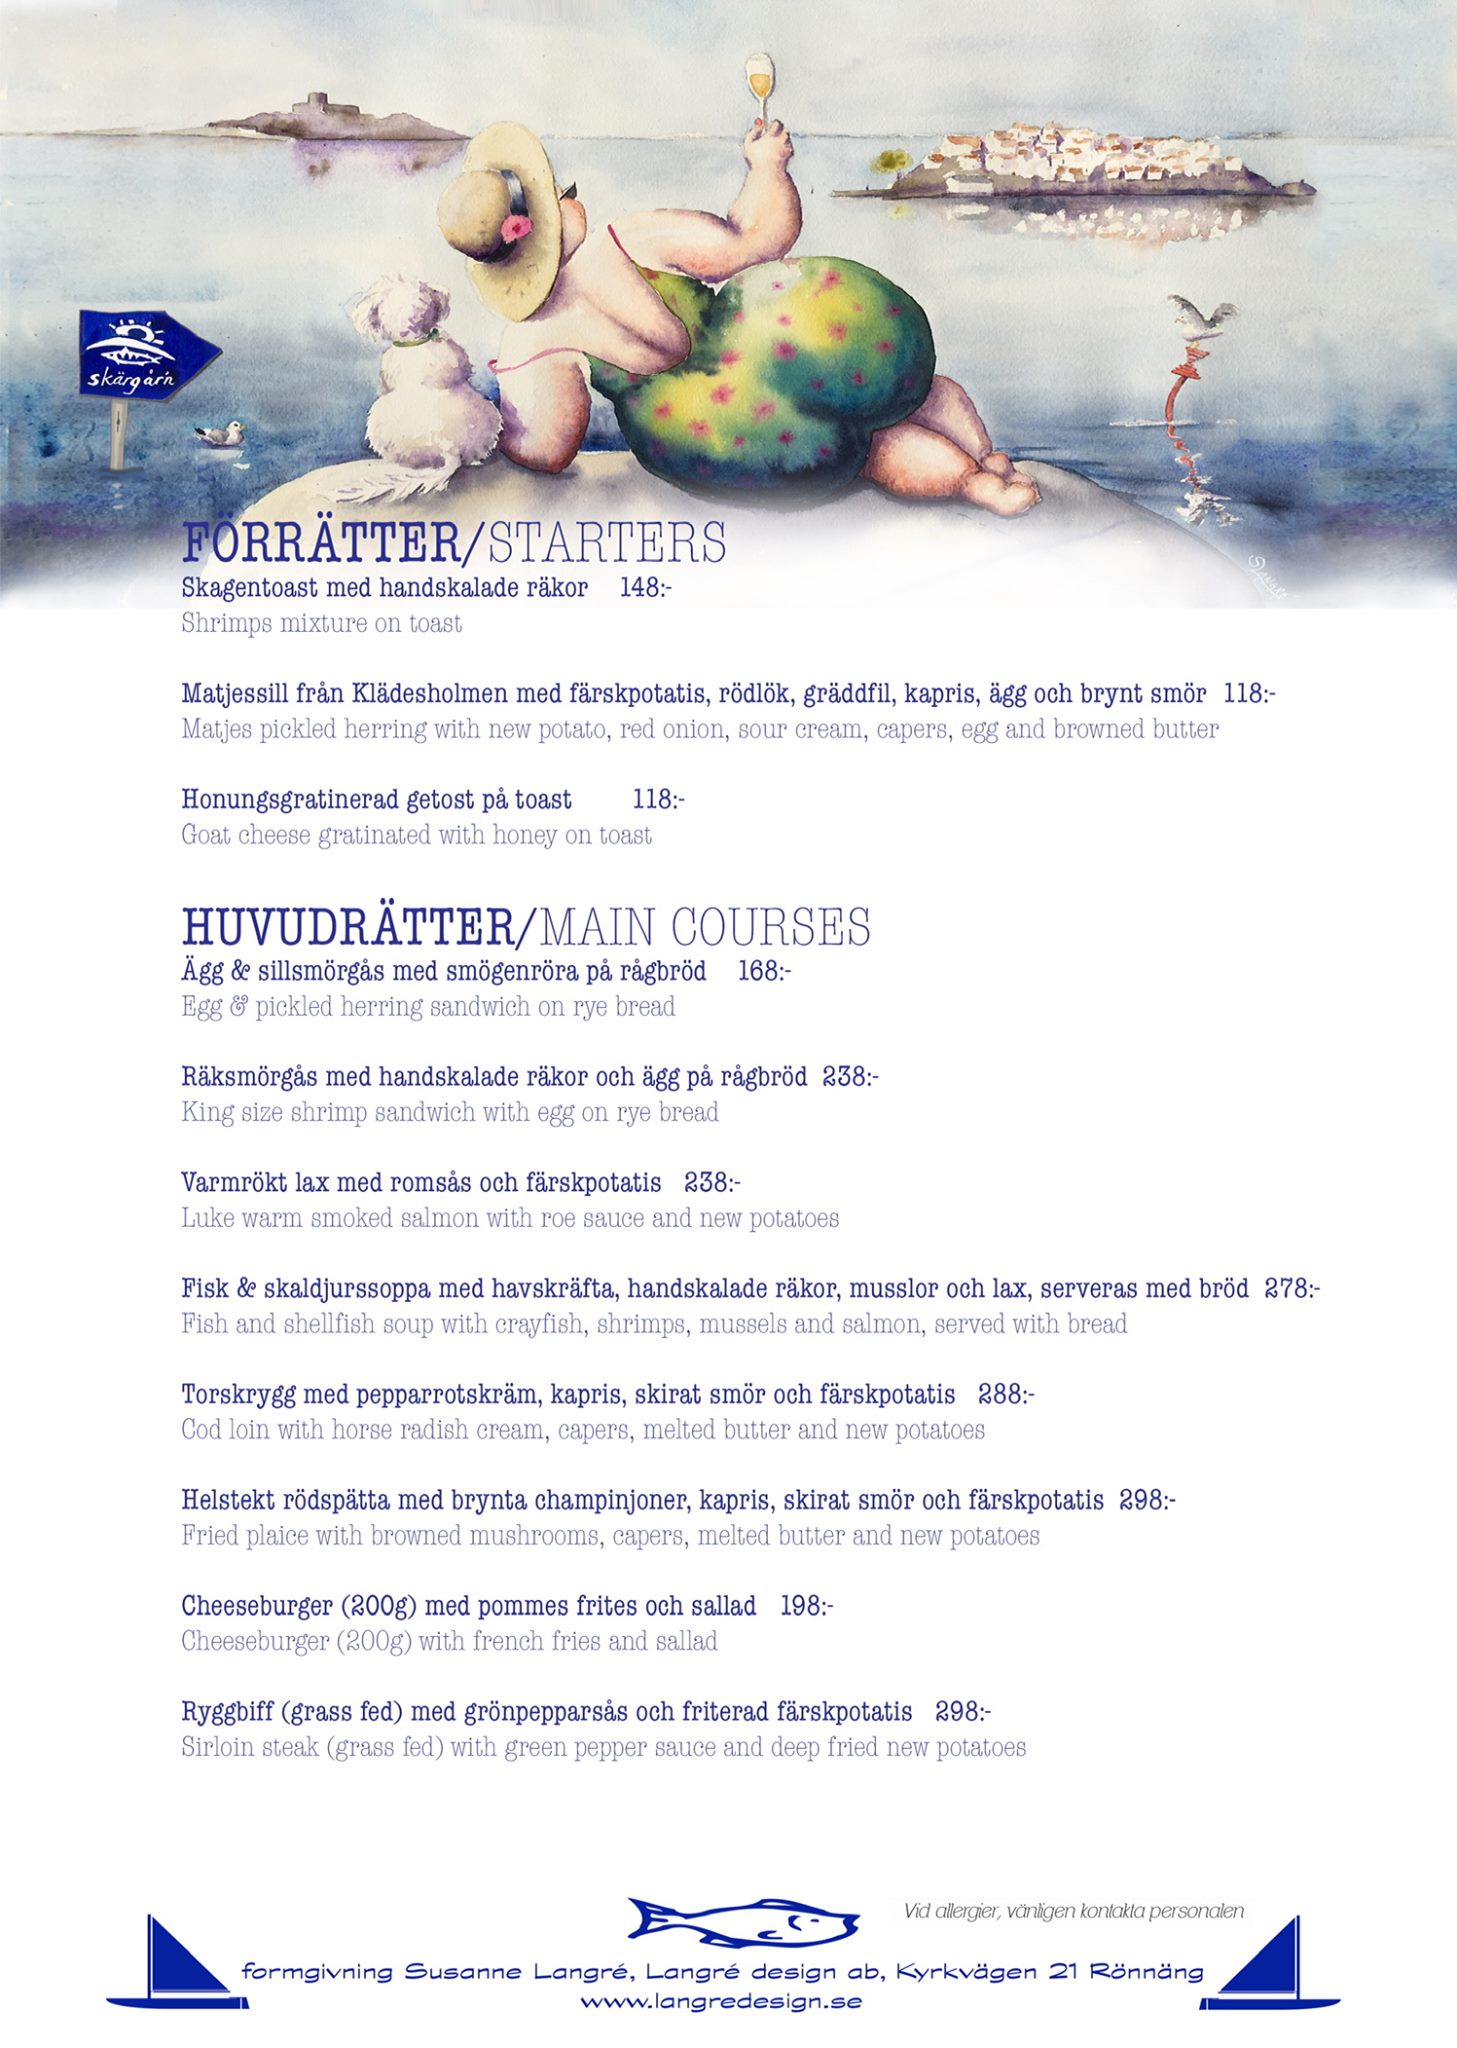 skärgår'n
FÖRRÄTTER/STARTERS
Skagentoast med handskalade räkor 148:-
Shrimps mixture on toast
Matjessill från Klädesholmen med färskpotatis, rödlök, gräddfil, kapris, ägg och brynt smör 118:-
Matjes pickled herring with new potato, red onion, sour cream, capers, egg and browned butter
Honungsgratinerad getost på toast 118:-
Goat cheese gratinated with honey on toast
HUVUDRÄTTER/MAIN COURSES
Ägg & sillsmörgås med smögenröra på rågbröd 168:-
Egg & pickled herring sandwich on rye bread
Räksmörgås med handskalade räkor och ägg på rågbröd 238:-
King size shrimp sandwich with egg on rye bread
Varmrökt lax med romsås och färskpotatis 238:-
Luke warm smoked salmon with roe sauce and new potatoes
Fisk & skaldjurssoppa med havskräfta, handskalade räkor, musslor och lax, serveras med bröd 278:-
Fish and shellfish soup with crayfish, shrimps, mussels and salmon, served with bread
Torskrygg med pepparrotskräm, kapris, skirat smör och färskpotatis 288:-
Cod loin with horse radish cream, capers, melted butter and new potatoes
Helstekt rödspätta med brynta champinjoner, kapris, skirat smör och färskpotatis 298:-
Fried plaice with browned mushrooms, capers, melted butter and new potatoes
Cheeseburger (200g) med pommes frites och sallad 198:-
Cheeseburger (200g) with french fries and sallad
Ryggbiff (grass fed) med grönpepparsås och friterad färskpotatis 298:-
Sirloin steak (grass fed) with green pepper sauce and deep fried new potatoes
Vid allergier, vänligen kontakta personalen
formgivning Susanne Langré, Langré design ab, Kyrkvägen 21 Rönnäng
www.langredesign.se